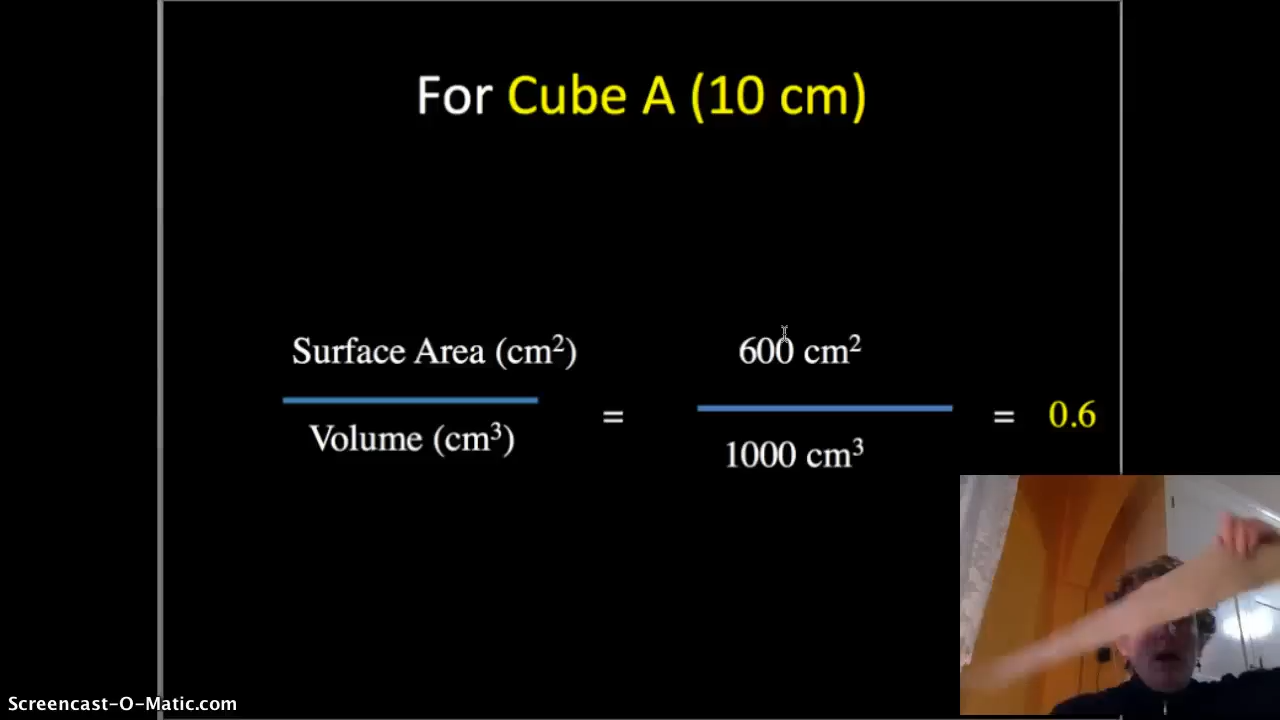 For Cube A (10 cm)
Surface Area (cm²)
Volume (cm³)
=
600 cm²
1000 cm³
= 0.6
Screencast-O-Matic.com